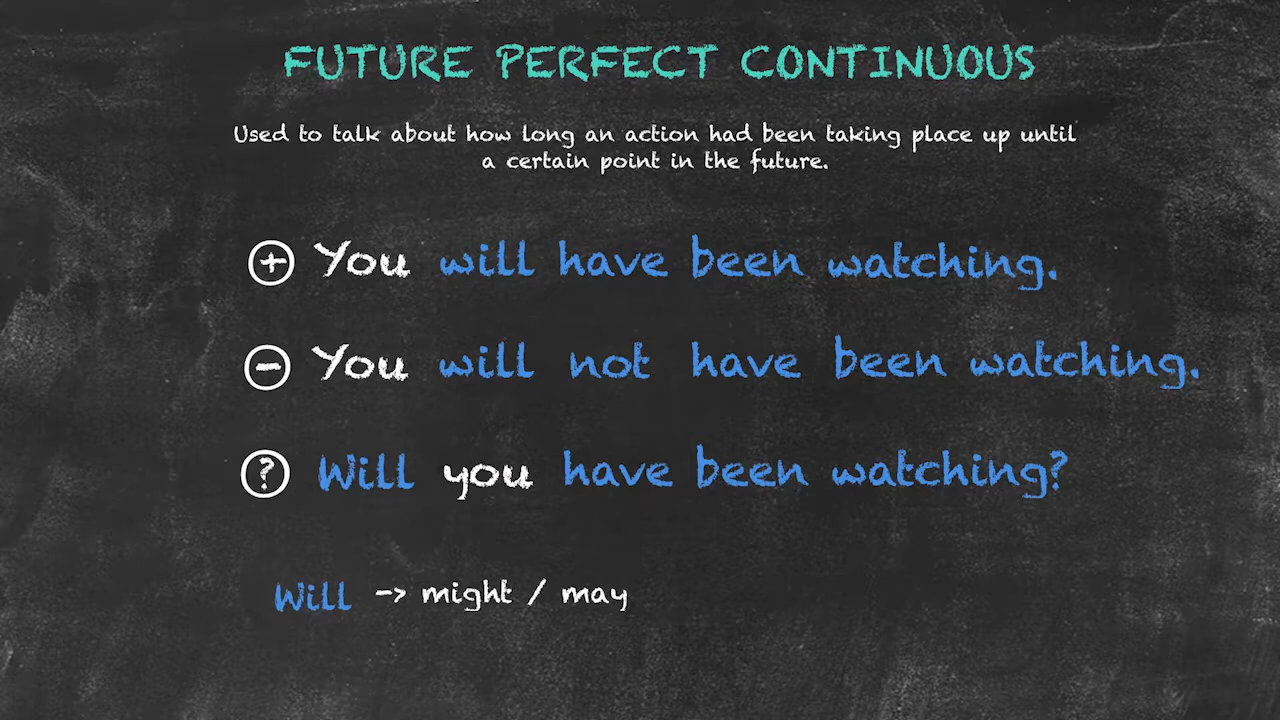 FUTURE PERFECT CONTINUOUS
Used to talk about how long an action had been taking place up until
a certain point in the future.
+ You will have been watching.
- You will not have been watching.
? Will you have been watching?
Will -> might / may